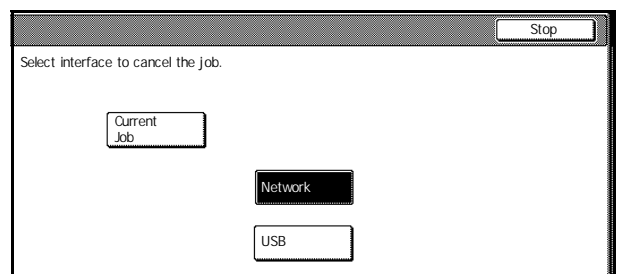 Stop
Select interface to cancel the job.
Current
Job
Network
USB